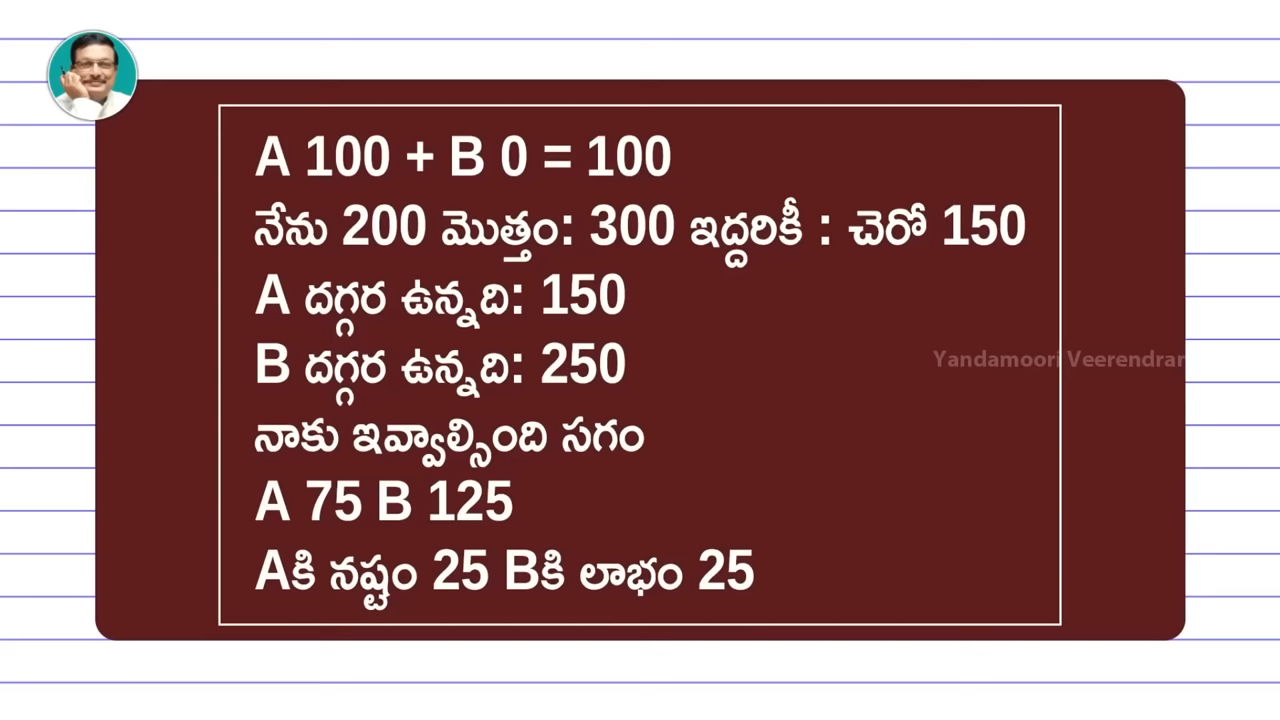 A 100 + B 0 = 100
నేను 200 మొత్తం: 300 ఇద్దరికీ : చెరో 150
A దగ్గర ఉన్నది: 150
B దగ్గర ఉన్నది: 250
Yandamoori Veerendran
నాకు ఇవ్వాల్సింది సగం
A 75 B 125
Aకి నష్టం 25 Bకి లాభం 25